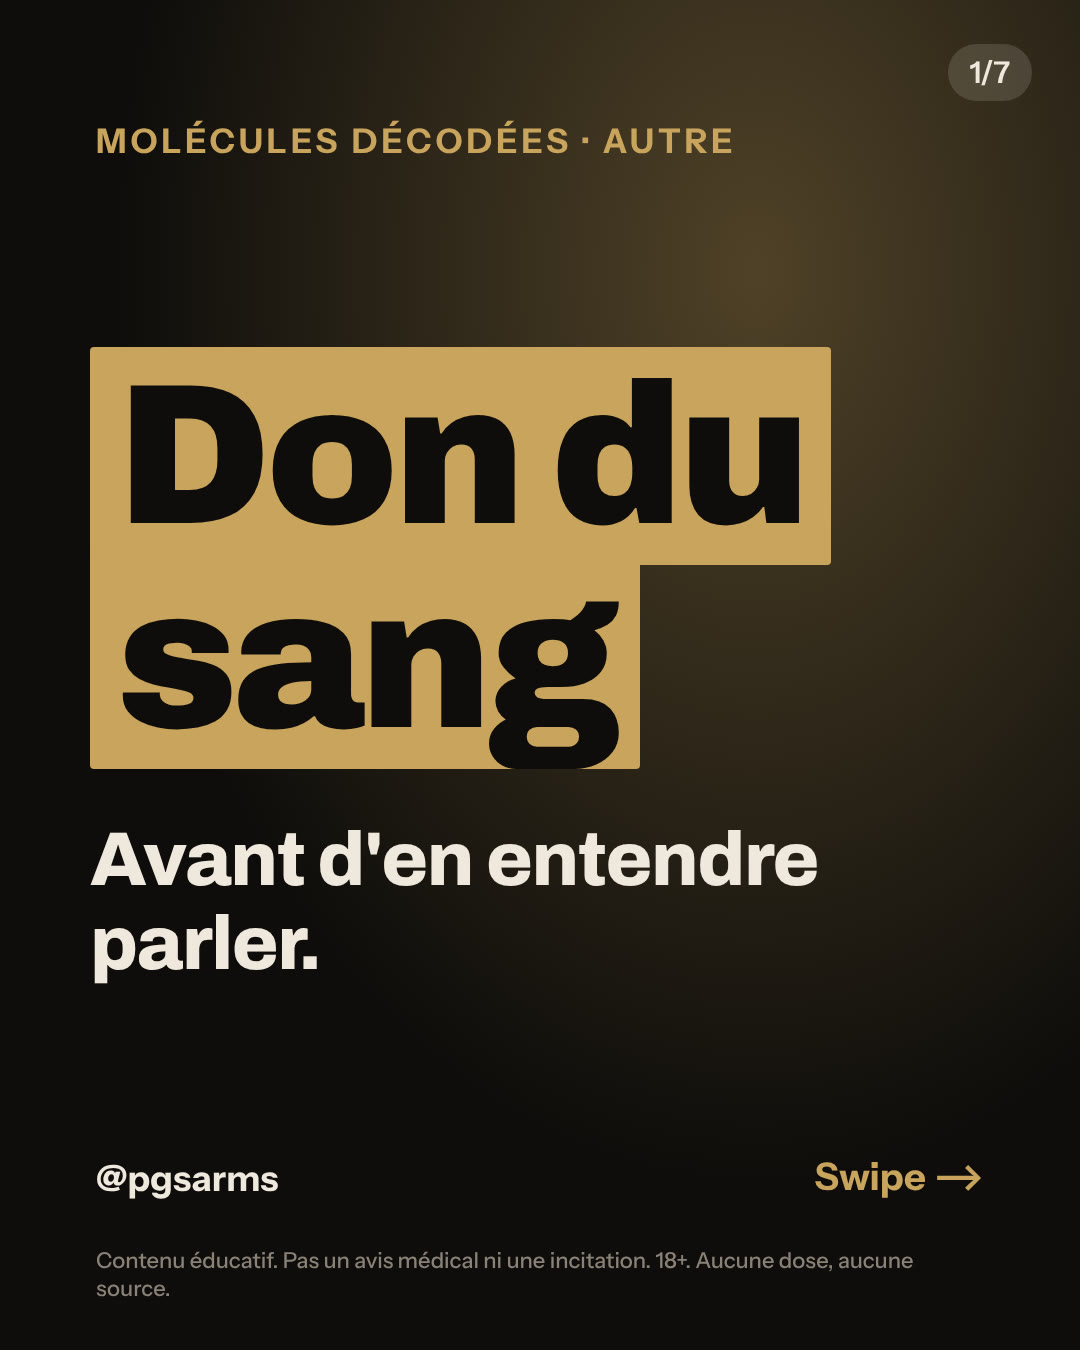 1/7
MOLÉCULES DÉCODÉES · AUTRE
Don du
sang
Avant d'en entendre
parler.
@pgsarms
Swipe →
Contenu éducatif. Pas un avis médical ni une incitation. 18+. Aucune dose, aucune
source.